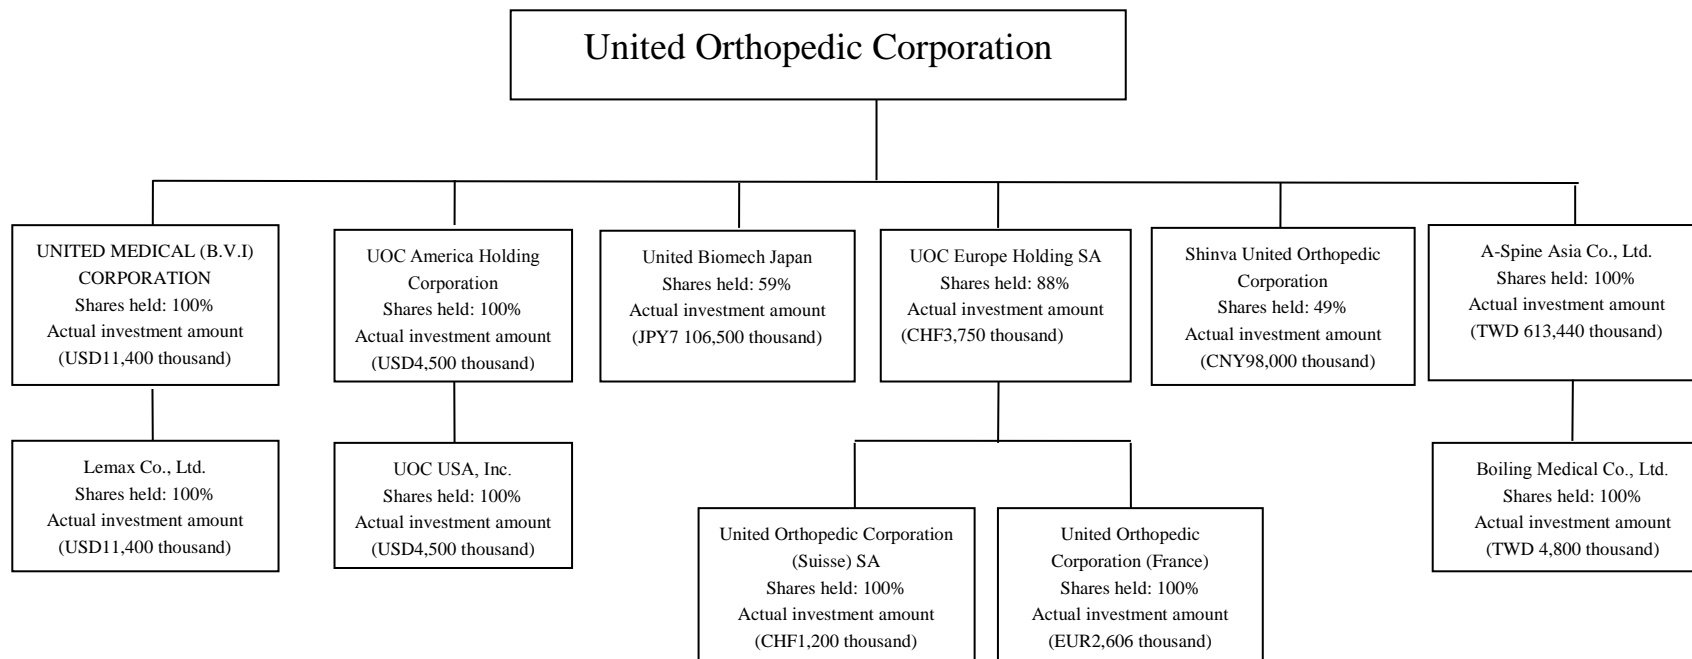 United Orthopedic Corporation
UNITED MEDICAL (B.V.I)
CORPORATION
Shares held: 100%
Actual investment amount
(USD11,400 thousand)
UOC America Holding
Corporation
Shares held: 100%
Actual investment amount
(USD4,500 thousand)
United Biomech Japan
Shares held: 59%
Actual investment amount
(JPY7 106,500 thousand)
UOC Europe Holding SA
Shares held: 88%
Actual investment amount
(CHF3,750 thousand)
Shinva United Orthopedic
Corporation
Shares held: 49%
Actual investment amount
(CNY98,000 thousand)
A-Spine Asia Co., Ltd.
Shares held: 100%
Actual investment amount
(TWD 613,440 thousand)
Lemax Co., Ltd.
Shares held: 100%
Actual investment amount
(USD11,400 thousand)
UOC USA, Inc.
Shares held: 100%
Actual investment amount
(USD4,500 thousand)
United Orthopedic Corporation
(Suisse) SA
Shares held: 100%
Actual investment amount
(CHF1,200 thousand)
United Orthopedic
Corporation (France)
Shares held: 100%
Actual investment amount
(EUR2,606 thousand)
Boiling Medical Co., Ltd.
Shares held: 100%
Actual investment amount
(TWD 4,800 thousand)